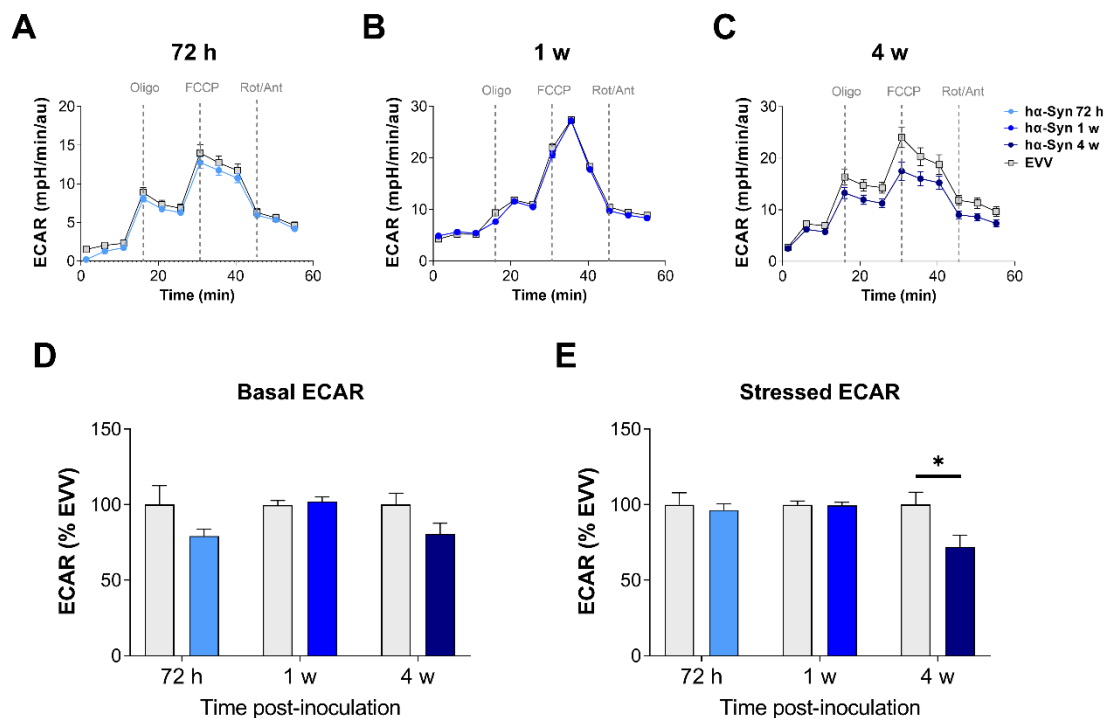 A
72 h
Oligo
FCCP
Rot/Ant
20
15
10
5
0
ECAR (mpH/min/au)
0
20
40
60
Time (min)
B
1 w
Oligo
FCCP
Rot/Ant
30
20
10
0
ECAR (mpH/min/au)
0
20
40
60
Time (min)
C
4 w
Oligo
FCCP
Rot/Ant
30
20
10
0
ECAR (mpH/min/au)
0
20
40
60
Time (min)
hα-Syn 72 h
hα-Syn 1 w
hα-Syn 4 w
EVV
D
Basal ECAR
150
100
50
0
ECAR (% EVV)
72 h
1 w
4 w
Time post-inoculation
E
Stressed ECAR
150
100
50
0
ECAR (% EVV)
*
72 h
1 w
4 w
Time post-inoculation